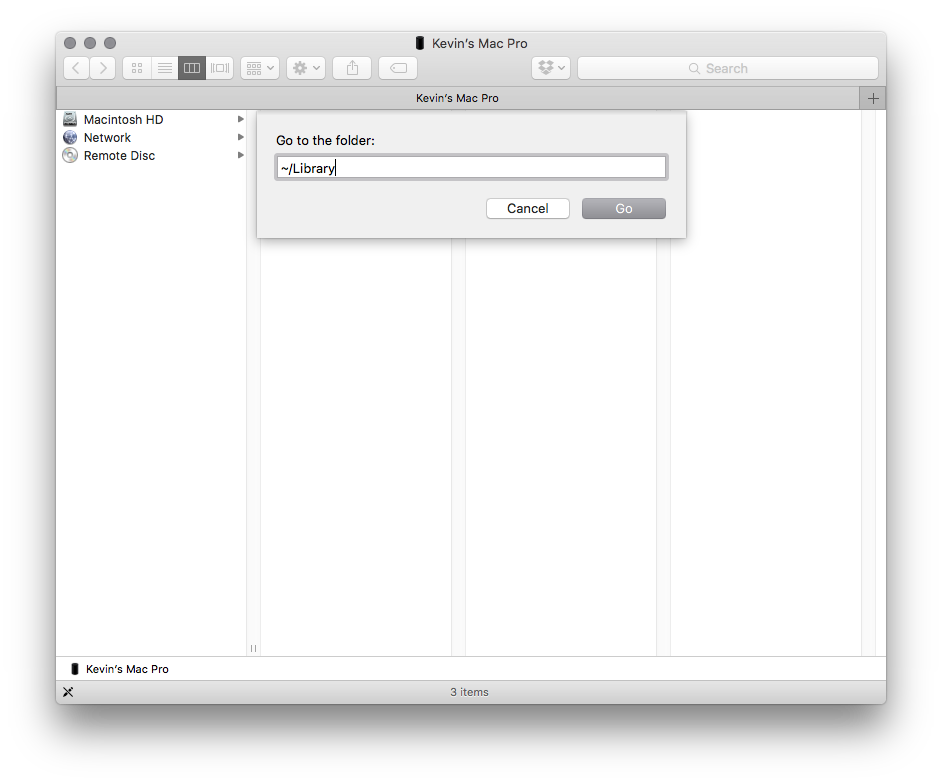 Kevin’s Mac Pro
Search
Kevin’s Mac Pro
Macintosh HD
Network
Remote Disc
Go to the folder:
~/Library
Cancel
Go
Kevin’s Mac Pro
3 items